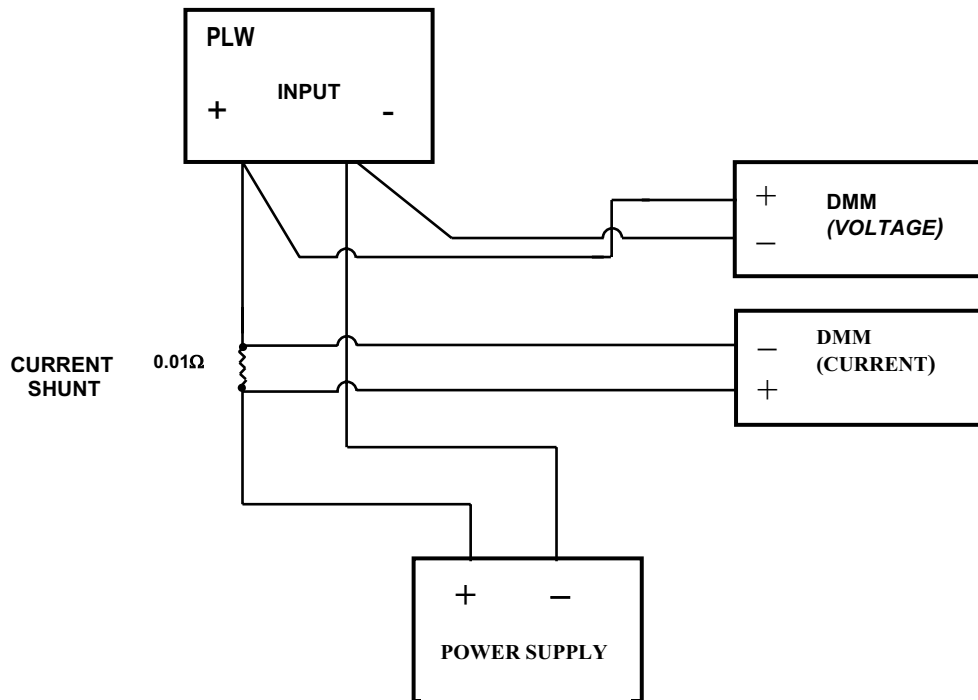 PLW
INPUT
+ -
+ DMM
(VOLTAGE)
−
DMM
− (CURRENT)
+
CURRENT
SHUNT
0.01Ω
+ −
POWER SUPPLY